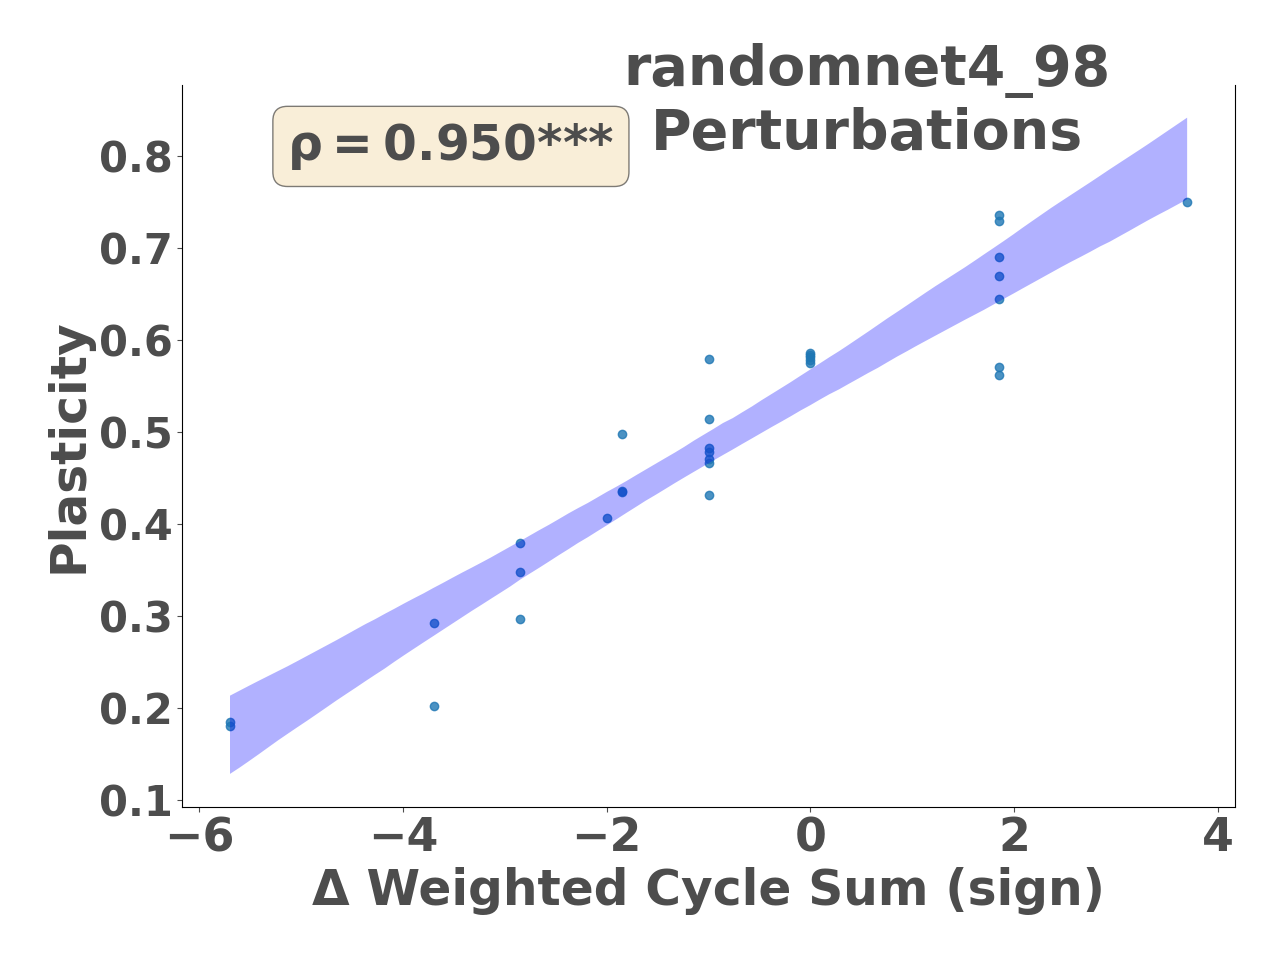 randomnet4_98
Perturbations
ρ = 0.950***
Plasticity
0.8
0.7
0.6
0.5
0.4
0.3
0.2
0.1
−6 −4 −2 0 2 4
Δ Weighted Cycle Sum (sign)